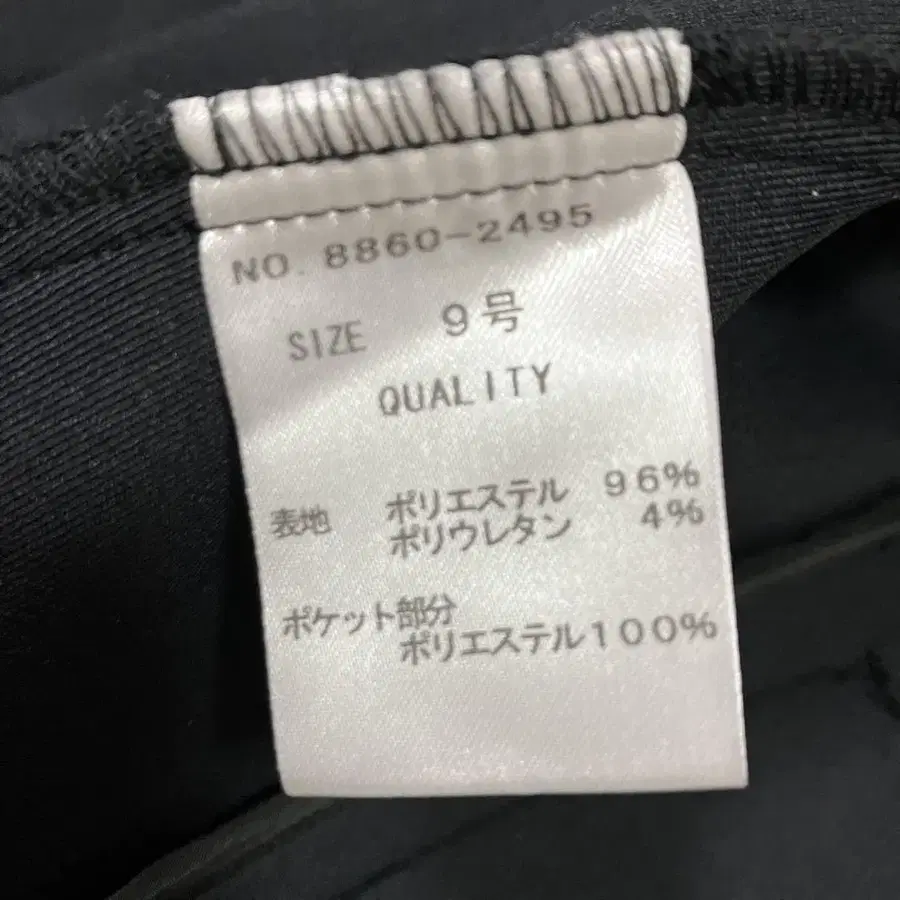 NO. 8860-2495
SIZE 9号
QUALITY
表地 ポリエステル 96%
ポリウレタン 4%
ポケット部分
ポリエステル100%